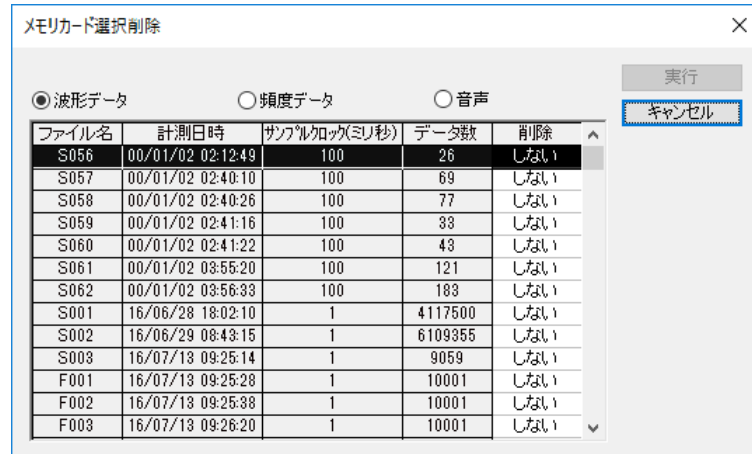 メモリカード選択削除
実行
波形データ 頻度データ 音声
キャンセル
ファイル名 計測日時 ｻﾝﾌﾟﾙｸﾛｯｸ(ﾐﾘ秒) データ数 削除
S056 00/01/02 02:12:49 100 26 しない
S057 00/01/02 02:40:10 100 69 しない
S058 00/01/02 02:40:26 100 77 しない
S059 00/01/02 02:41:16 100 33 しない
S060 00/01/02 02:41:22 100 43 しない
S061 00/01/02 03:55:20 100 121 しない
S062 00/01/02 03:56:33 100 183 しない
S001 16/06/28 18:02:10 1 4117500 しない
S002 16/06/29 08:43:15 1 6109355 しない
S003 16/07/13 09:25:14 1 9059 しない
F001 16/07/13 09:25:28 1 10001 しない
F002 16/07/13 09:25:38 1 10001 しない
F003 16/07/13 09:26:20 1 10001 しない